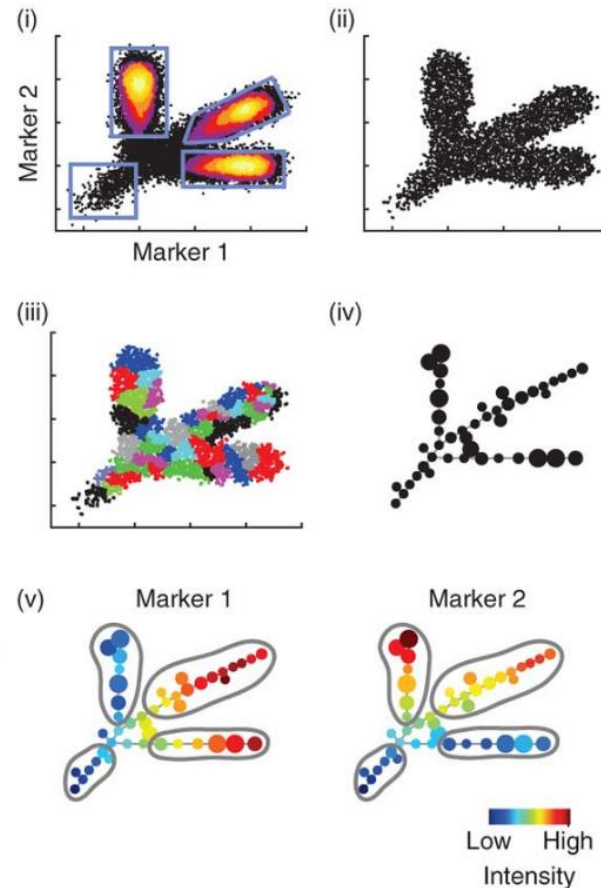 (i)
(ii)
Marker 2
Marker 1
(iii)
(iv)
(v)
Marker 1
Marker 2
Low
High
Intensity